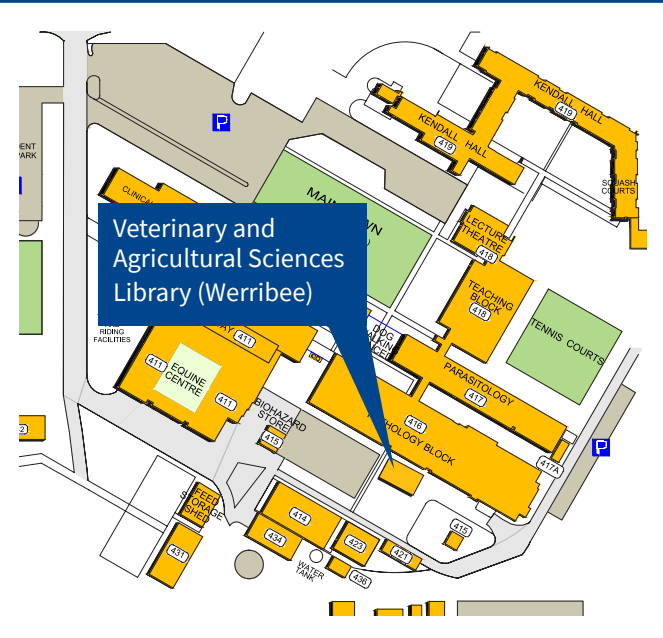 KENDALL HALL
419
KENDALL HALL
419
P
SQUASH
COURTS
CLINICAL
Veterinary and
Agricultural Sciences
Library (Werribee)
LECTURE
THEATRE
418
TEACHING
BLOCK
418
TENNIS COURTS
RIDING
FACILITIES
411
411
EQUINE
CENTRE
411
PARASITOLOGY
417
BIOHAZARD
STORE
415
416
PATHOLOGY BLOCK
P
417A
FEED
STORAGE
SHED
414
434
423
421
415
431
WATER
TANK
436